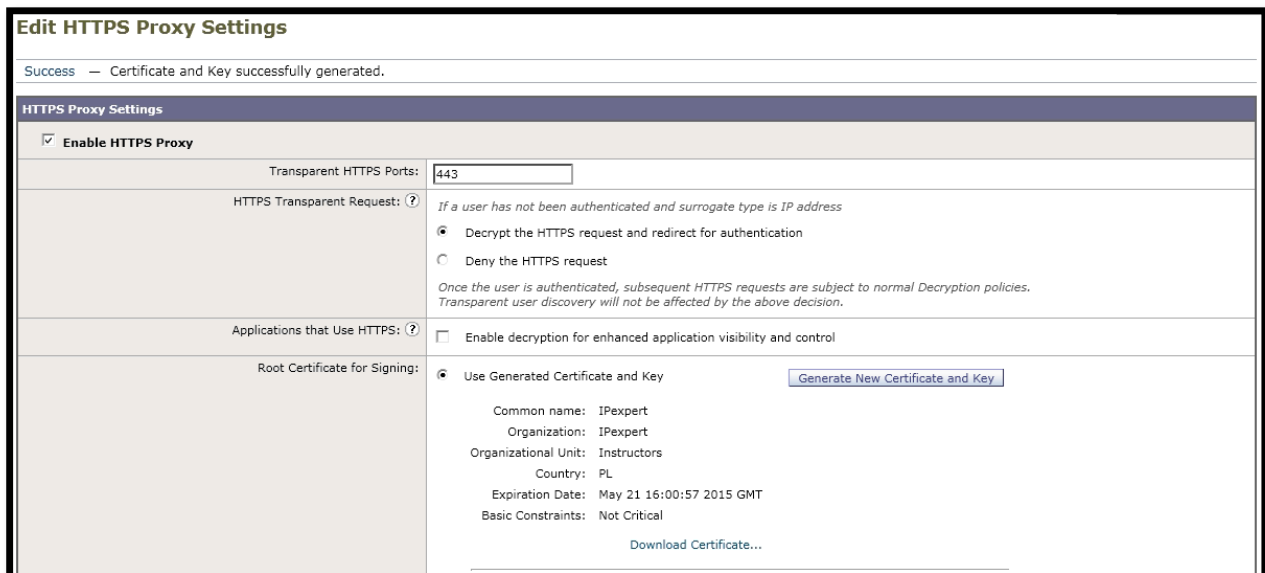 Edit HTTPS Proxy Settings
Success — Certificate and Key successfully generated.
HTTPS Proxy Settings
Enable HTTPS Proxy
Transparent HTTPS Ports: 443
HTTPS Transparent Request: ? If a user has not been authenticated and surrogate type is IP address
Decrypt the HTTPS request and redirect for authentication
Deny the HTTPS request
Once the user is authenticated, subsequent HTTPS requests are subject to normal Decryption policies.
Transparent user discovery will not be affected by the above decision.
Applications that Use HTTPS: ? Enable decryption for enhanced application visibility and control
Root Certificate for Signing: Use Generated Certificate and Key Generate New Certificate and Key
Common name: IPexpert
Organization: IPexpert
Organizational Unit: Instructors
Country: PL
Expiration Date: May 21 16:00:57 2015 GMT
Basic Constraints: Not Critical
Download Certificate...